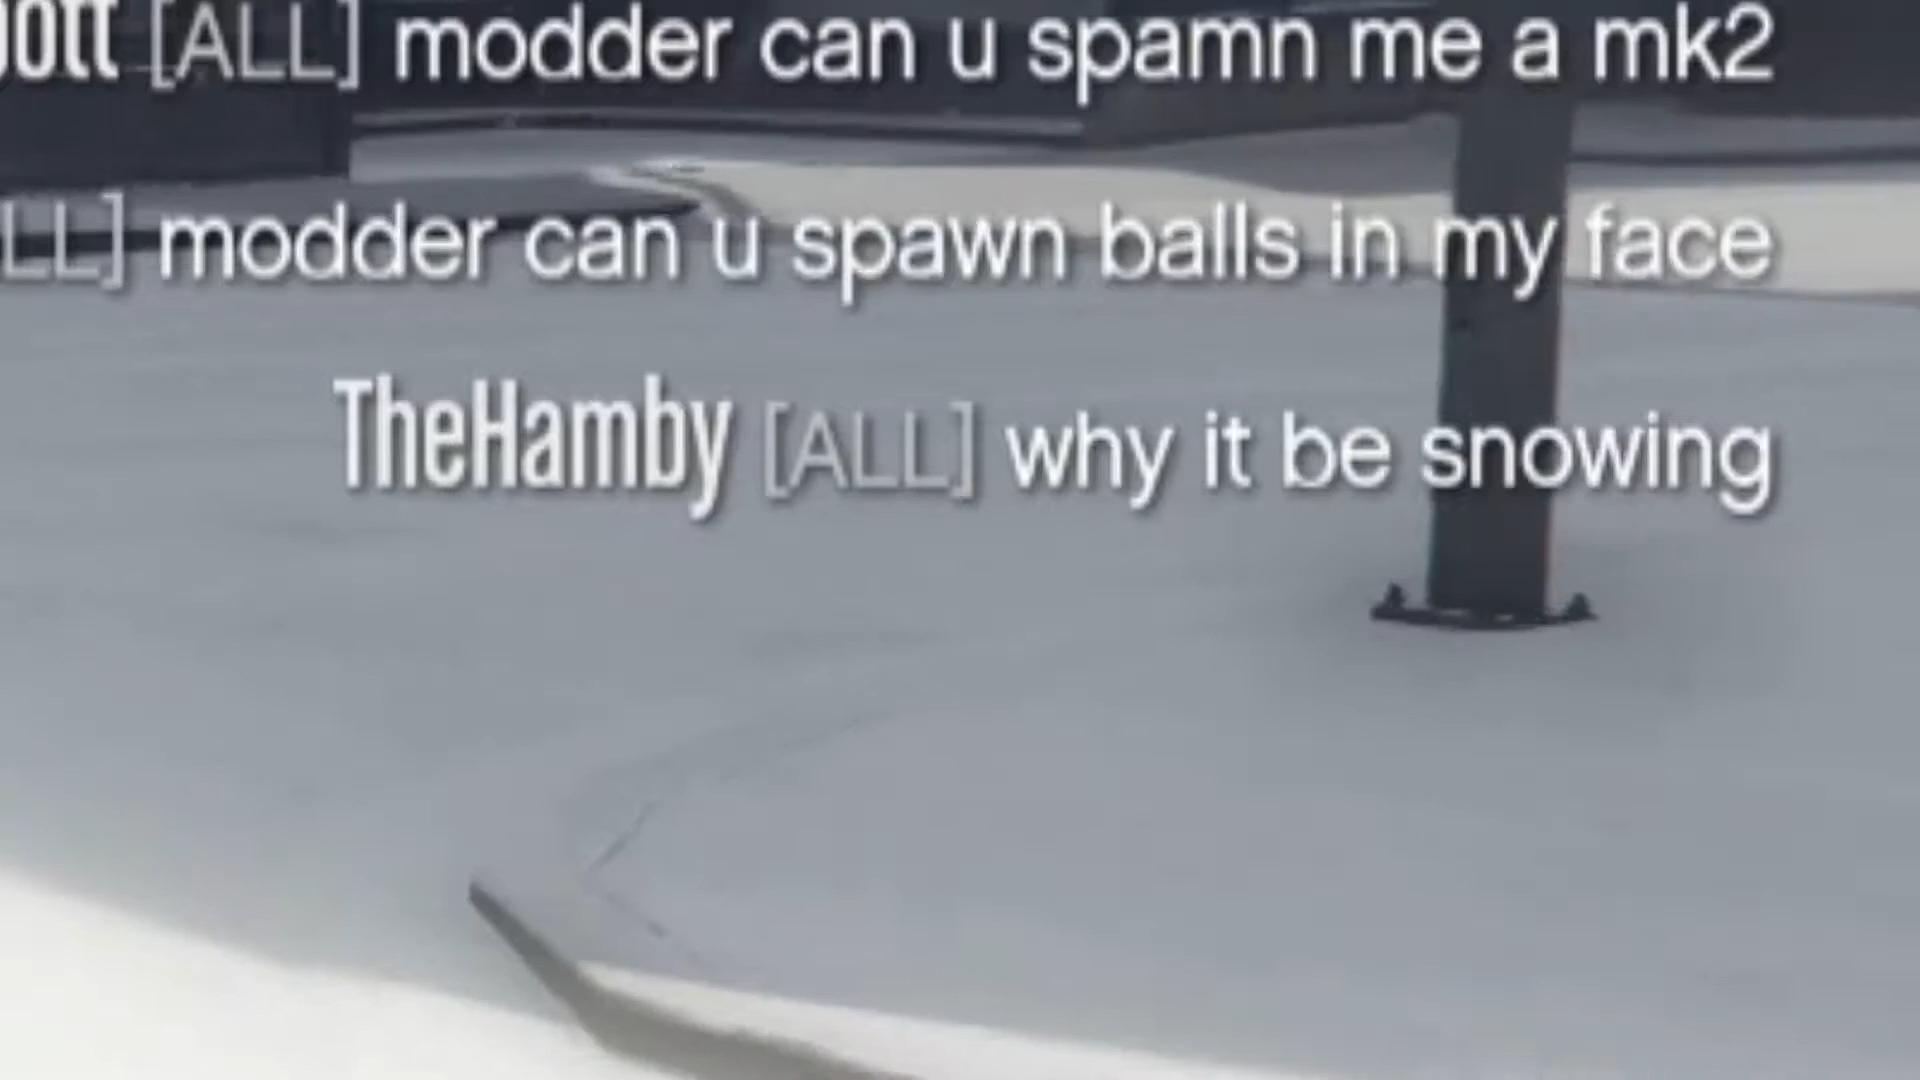 [ALL] modder can u spamn me a mk2
modder can u spawn balls in my face
TheHamby [ALL] why it be snowing